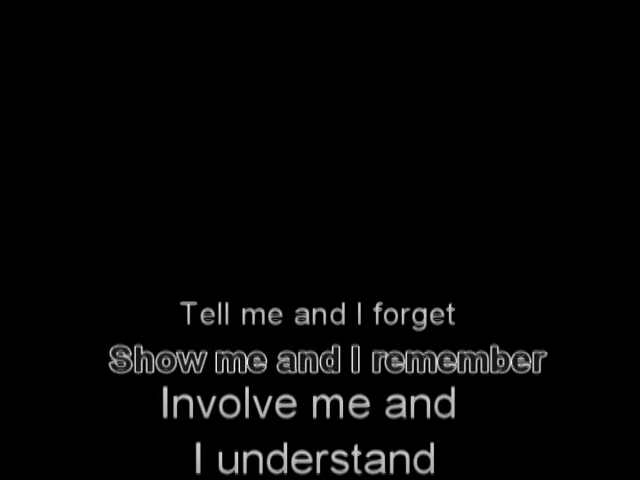 Tell me and I forget
Show me and I remember
Involve me and
I understand